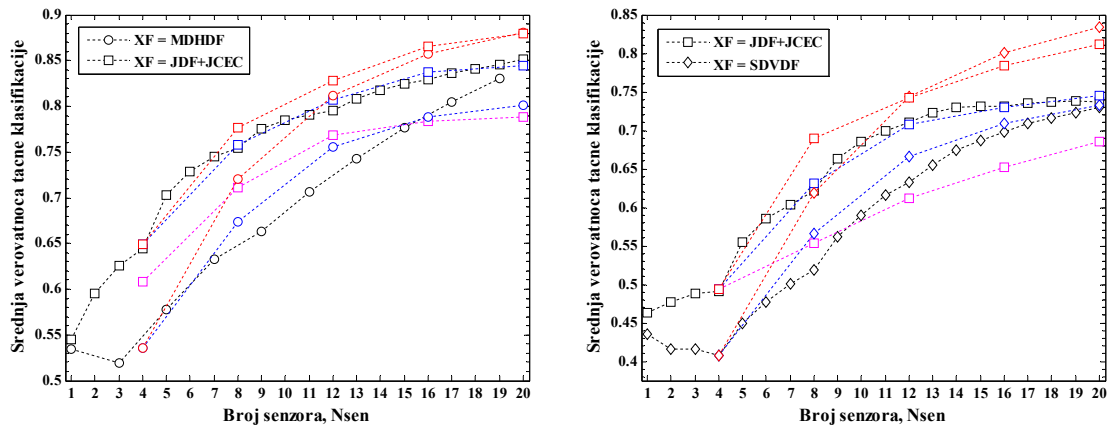 Srednja verovatnoca tacne klasifikacije
0.9
0.85
0.8
0.75
0.7
0.65
0.6
0.55
0.5
XF = MDHDF
XF = JDF+JCEC
1 2 3 4 5 6 7 8 9 10 11 12 13 14 15 16 17 18 19 20
Broj senzora, Nsen
Srednja verovatnoca tacne klasifikacije
0.85
0.8
0.75
0.7
0.65
0.6
0.55
0.5
0.45
0.4
XF = JDF+JCEC
XF = SDVDF
1 2 3 4 5 6 7 8 9 10 11 12 13 14 15 16 17 18 19 20
Broj senzora, Nsen